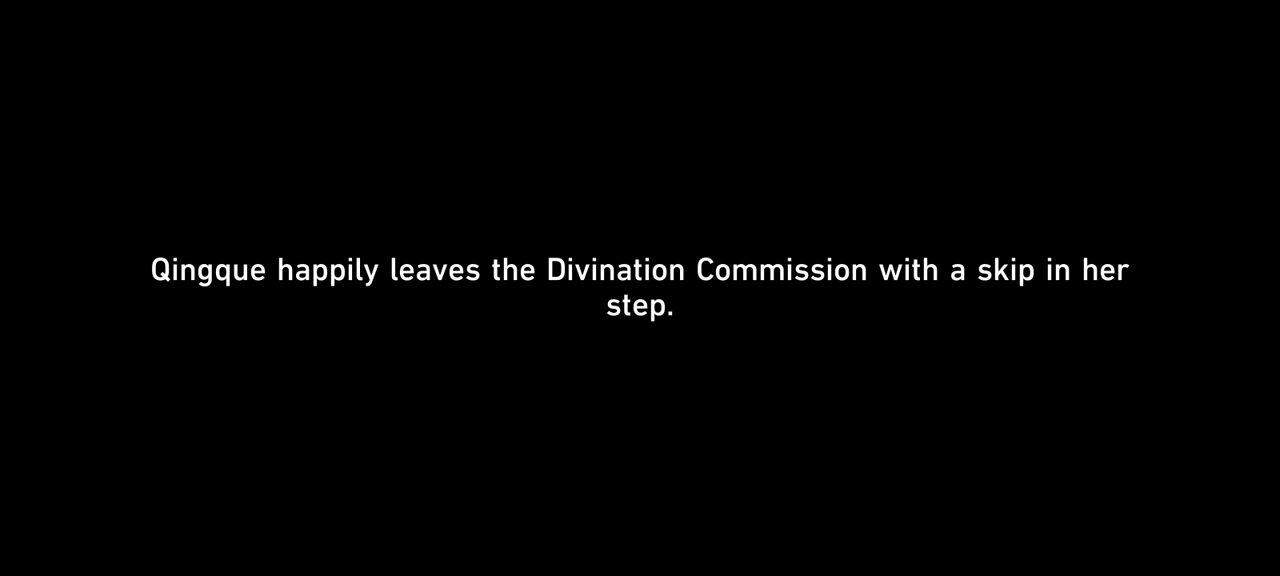 Qingque happily leaves the Divination Commission with a skip in her
step.